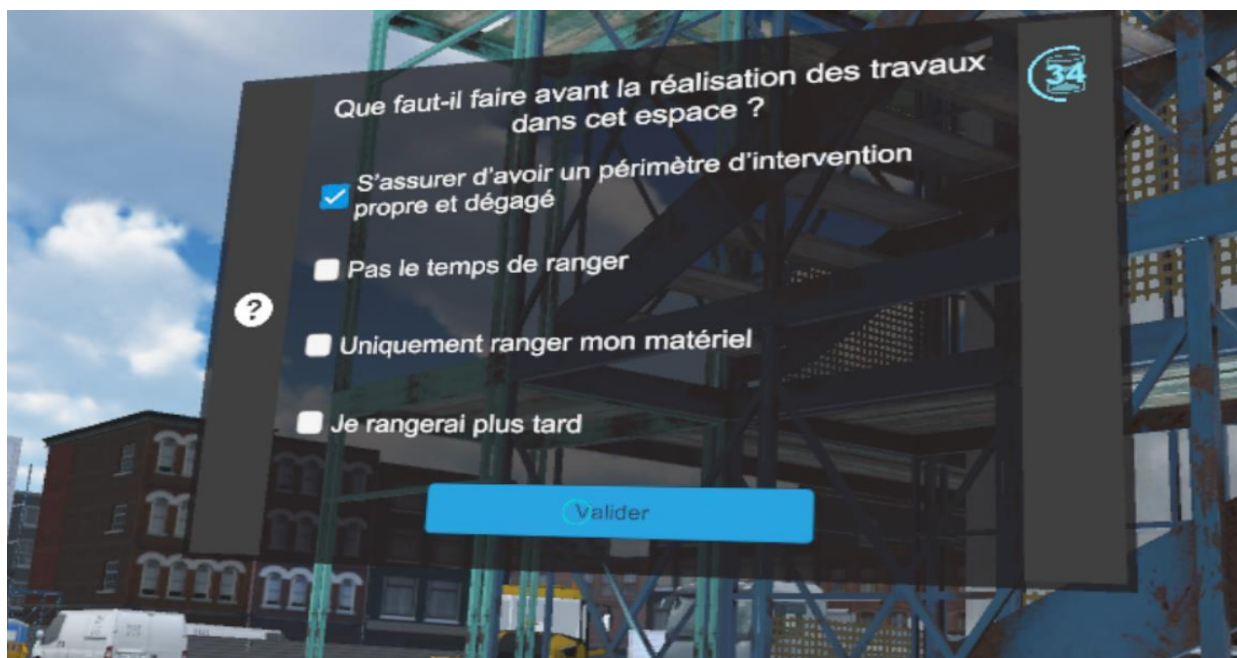 Que faut-il faire avant la réalisation des travaux
dans cet espace ?
34
S'assurer d'avoir un périmètre d'intervention
propre et dégagé
Pas le temps de ranger
?
Uniquement ranger mon matériel
Je rangerai plus tard
Valider